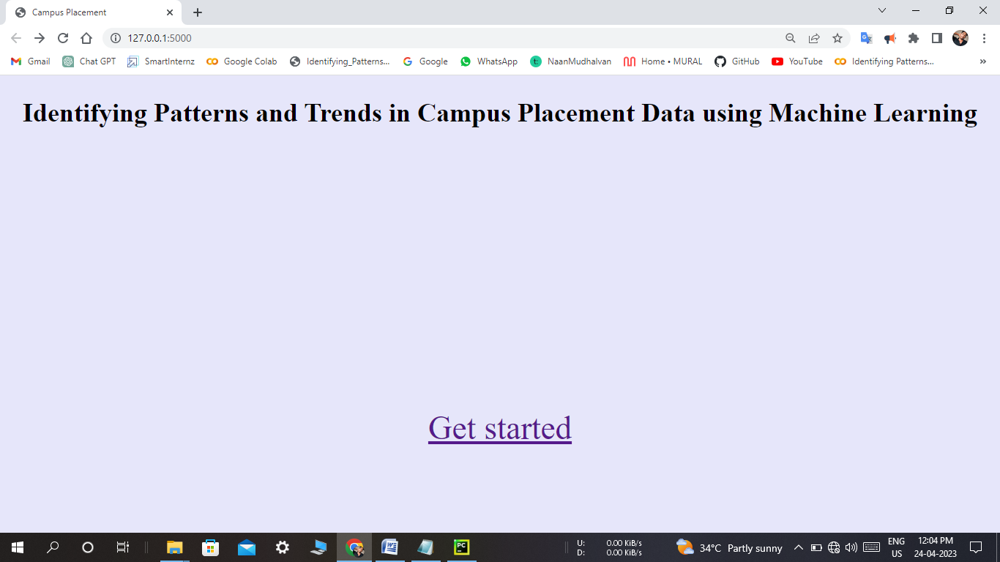 Campus Placement
127.0.0.1:5000
Gmail Chat GPT SmartInternz Google Colab Identifying_Patterns... Google WhatsApp NaanMudhalvan Home • MURAL GitHub YouTube Identifying Patterns... »
Identifying Patterns and Trends in Campus Placement Data using Machine Learning
Get started
U: 0.00 KiB/s
D: 0.00 KiB/s
34°C Partly sunny
ENG
US
12:04 PM
24-04-2023